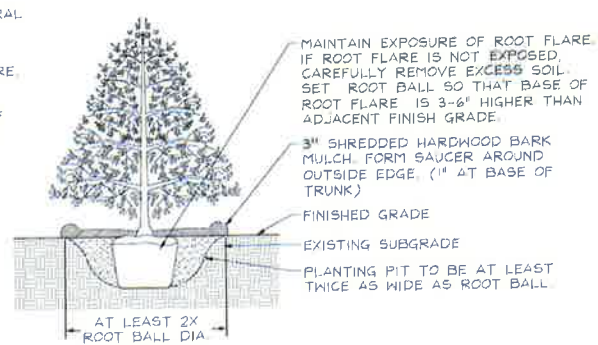 RAL
RE.
MAINTAIN EXPOSURE OF ROOT FLARE.
IF ROOT FLARE IS NOT EXPOSED,
CAREFULLY REMOVE EXCESS SOIL.
SET ROOT BALL SO THAT BASE OF
ROOT FLARE IS 3-6" HIGHER THAN
ADJACENT FINISH GRADE.
3" SHREDDED HARDWOOD BARK
MULCH. FORM SAUCER AROUND
OUTSIDE EDGE. (1" AT BASE OF
TRUNK)
FINISHED GRADE
EXISTING SUBGRADE
PLANTING PIT TO BE AT LEAST
TWICE AS WIDE AS ROOT BALL.
AT LEAST 2X
ROOT BALL DIA.